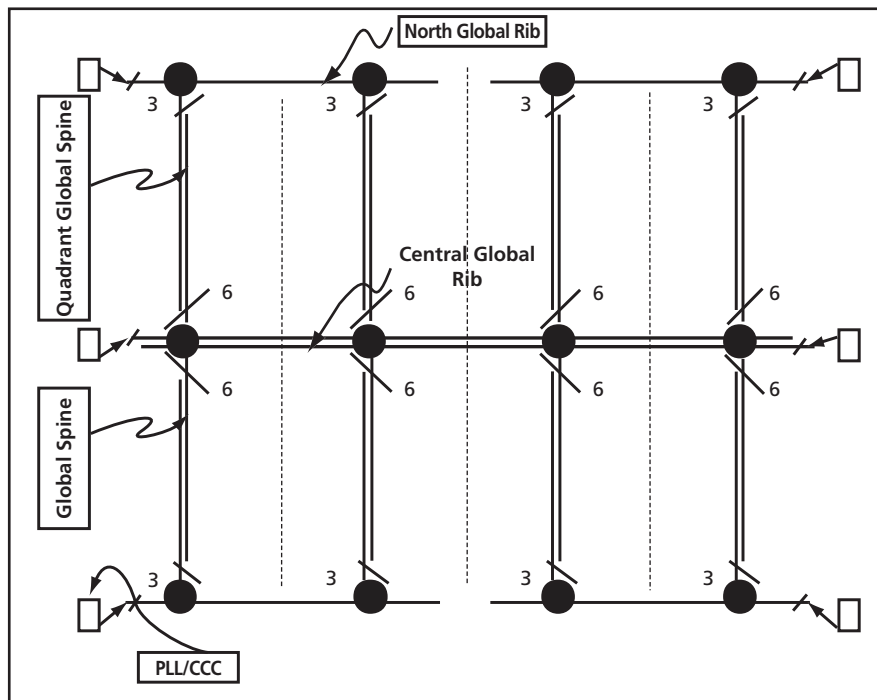 North Global Rib
3 3 3 3
Quadrant Global Spine
Central Global
Rib
6 6 6 6
6 6 6 6
Global Spine
3 3 3 3
PLL/CCC